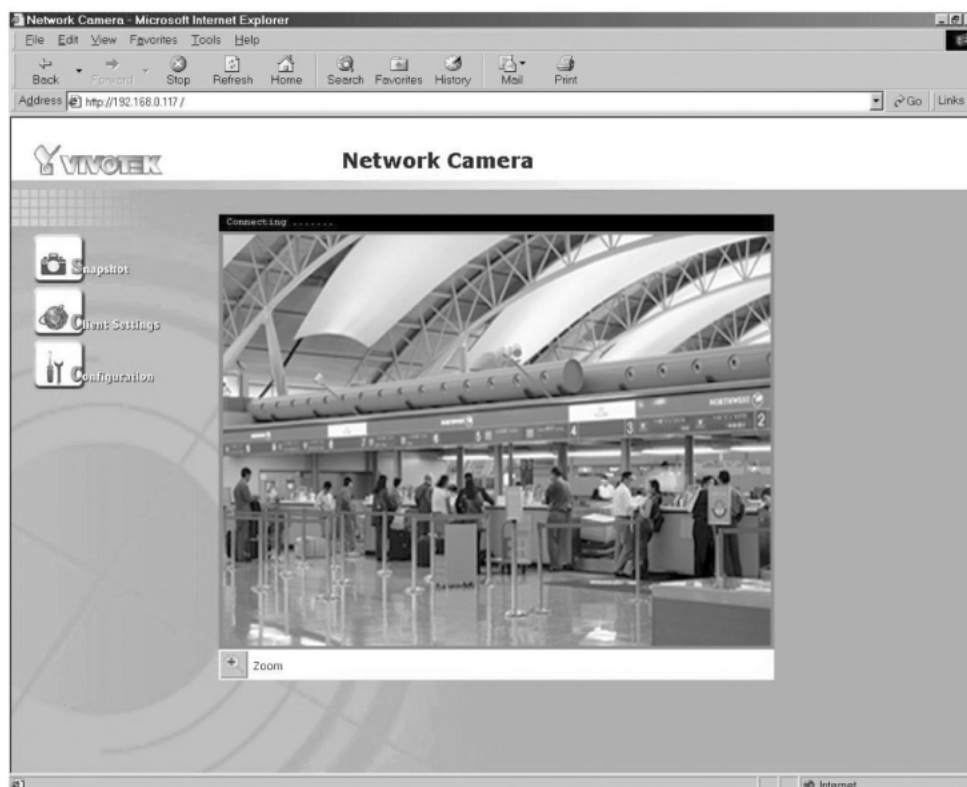 Network Camera - Microsoft Internet Explorer
File Edit View Favorites Tools Help
Back Forward Stop Refresh Home Search Favorites History Mail Print
Address http://192.168.0.117/ Go Links
VIVOTEK
Network Camera
Connecting .......
Snapshot
Client Settings
Configuration
NORTHWEST
NORTHWEST
4 3 2
Zoom
Internet